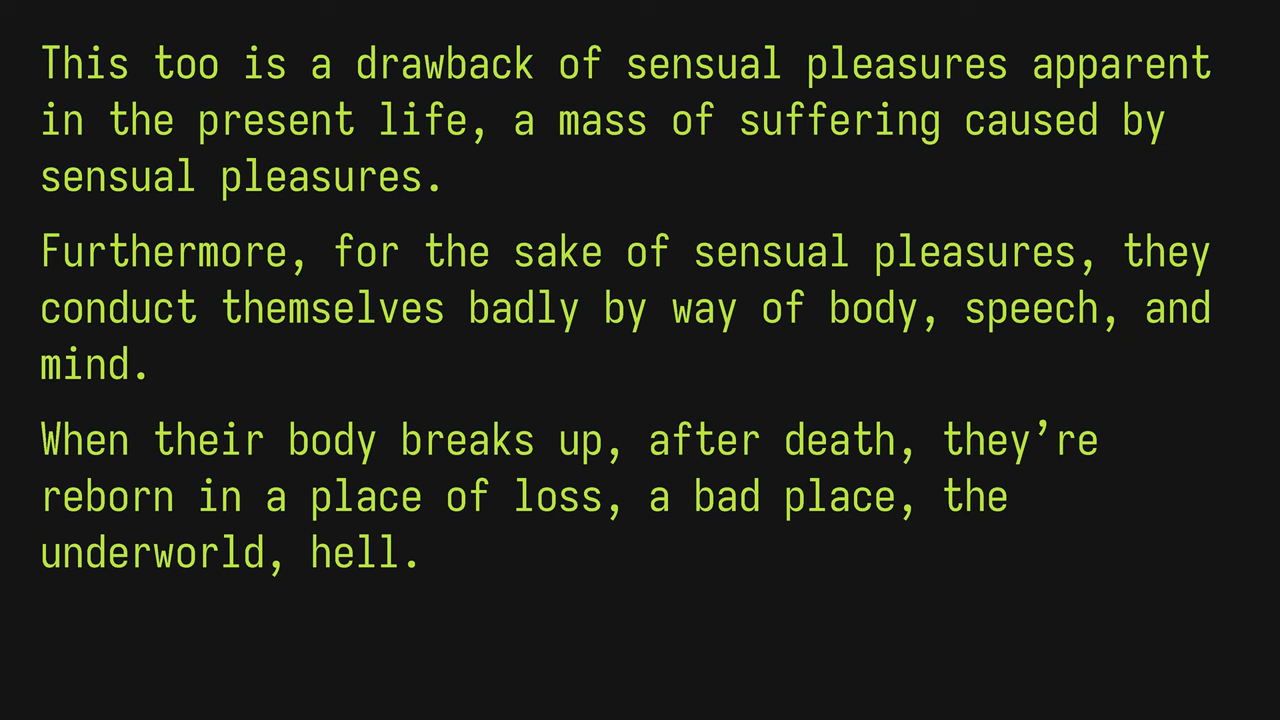 This too is a drawback of sensual pleasures apparent
in the present life, a mass of suffering caused by
sensual pleasures.
Furthermore, for the sake of sensual pleasures, they
conduct themselves badly by way of body, speech, and
mind.
When their body breaks up, after death, they’re
reborn in a place of loss, a bad place, the
underworld, hell.